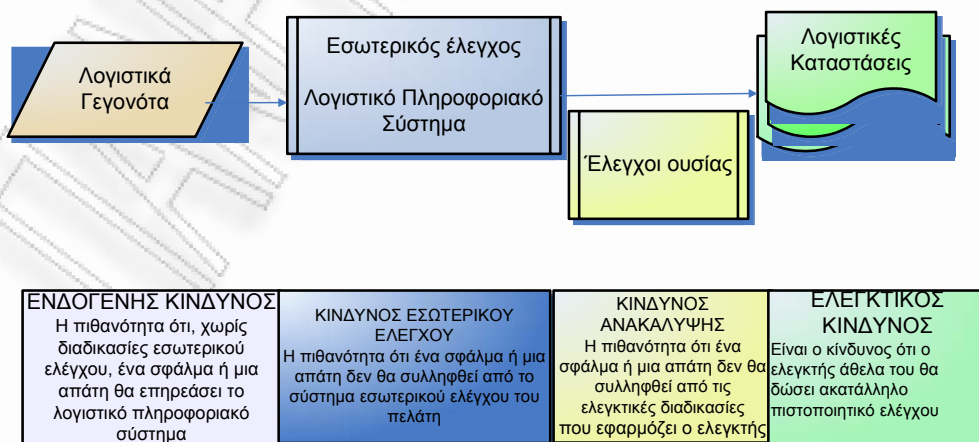 Λογιστικά
Γεγονότα
Εσωτερικός έλεγχος
Λογιστικό Πληροφοριακό
Σύστημα
Έλεγχοι ουσίας
Λογιστικές
Καταστάσεις
ΕΝΔΟΓΕΝΗΣ ΚΙΝΔΥΝΟΣ
Η πιθανότητα ότι, χωρίς
διαδικασίες εσωτερικού
ελέγχου, ένα σφάλμα ή μια
απάτη θα επηρεάσει το
λογιστικό πληροφοριακό
σύστημα
ΚΙΝΔΥΝΟΣ ΕΣΩΤΕΡΙΚΟΥ
ΕΛΕΓΧΟΥ
Η πιθανότητα ότι ένα σφάλμα ή μια
απάτη δεν θα συλληφθεί από το
σύστημα εσωτερικού ελέγχου του
πελάτη
ΚΙΝΔΥΝΟΣ
ΑΝΑΚΑΛΥΨΗΣ
Η πιθανότητα ότι ένα
σφάλμα ή μια απάτη δεν θα
συλληφθεί από τις
ελεγκτικές διαδικασίες
που εφαρμόζει ο ελεγκτής
ΕΛΕΓΚΤΙΚΟΣ
ΚΙΝΔΥΝΟΣ
Είναι ο κίνδυνος ότι ο
ελεγκτής άθελα του θα
δώσει ακατάλληλο
πιστοποιητικό ελέγχου